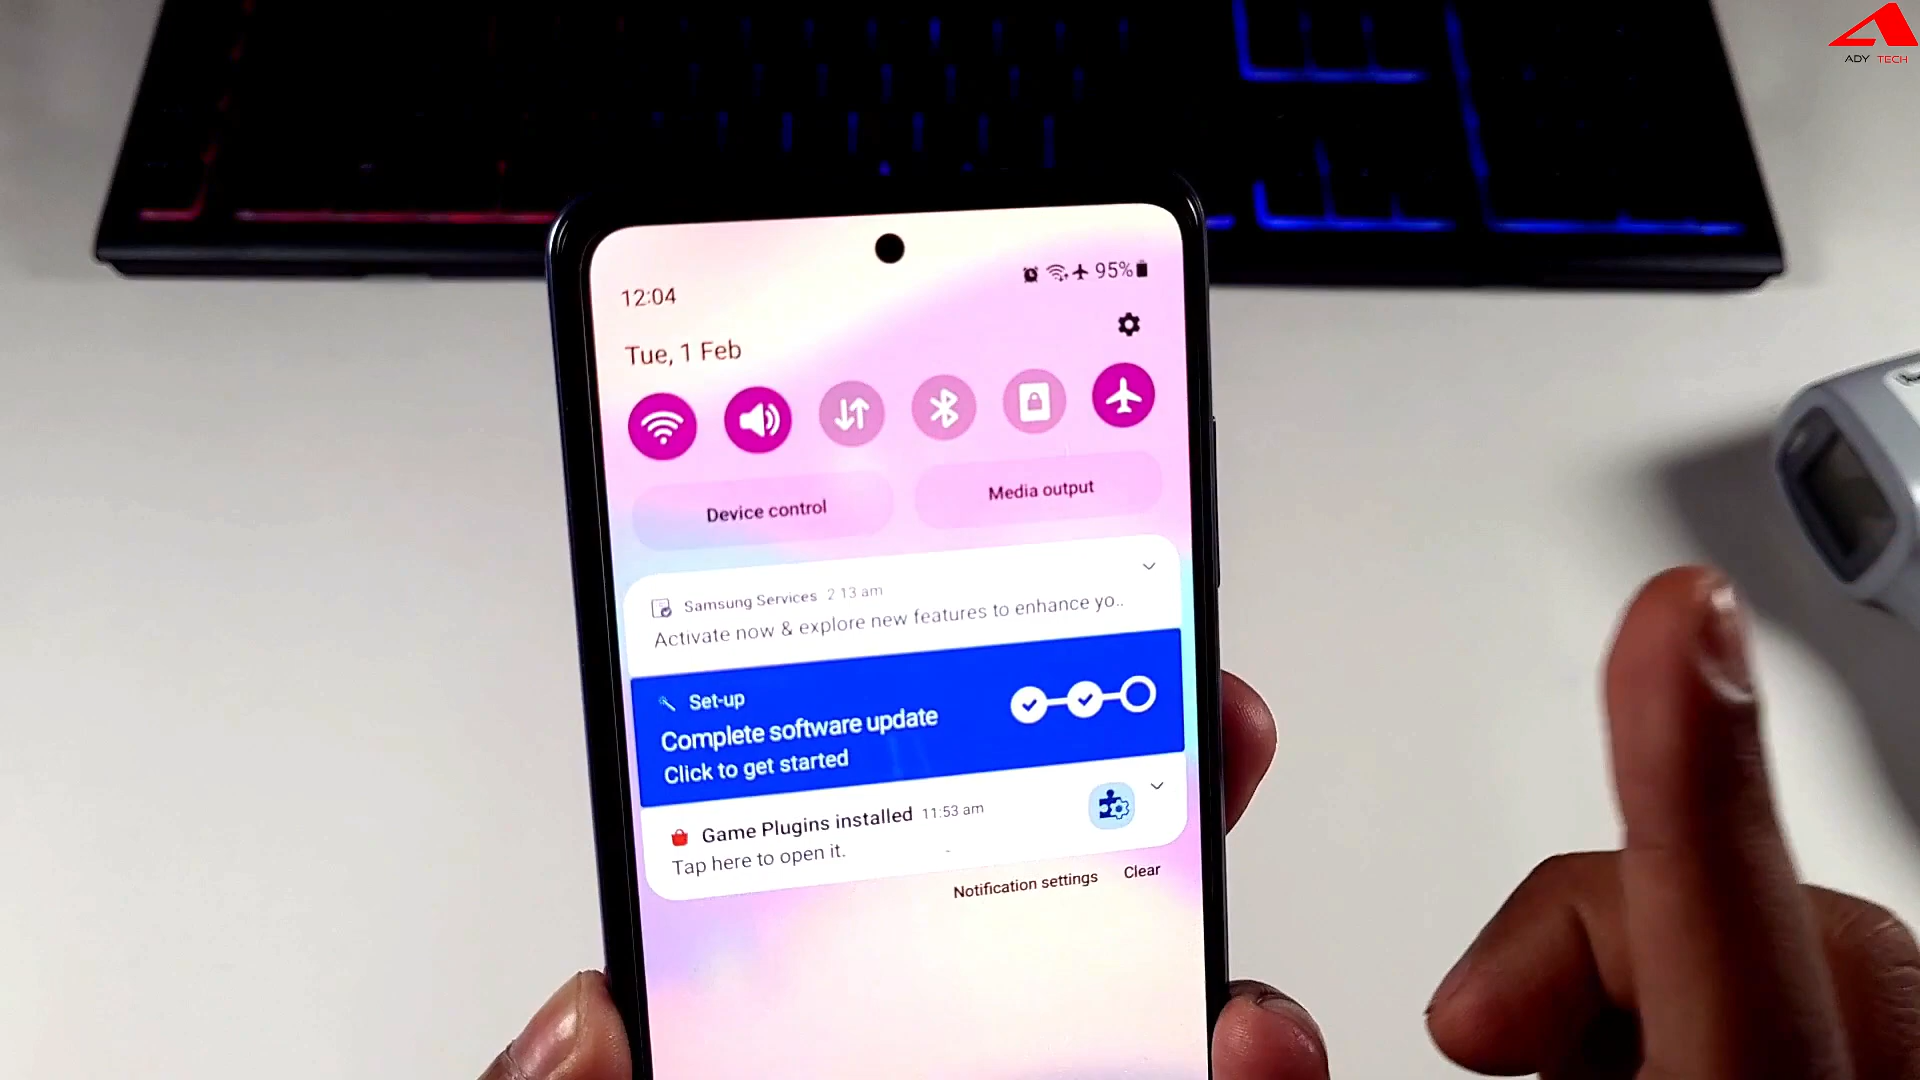 ADY TECH
12:04
95%
Tue, 1 Feb
Device control
Media output
Samsung Services 2 13 am
Activate now & explore new features to enhance yo..
Set-up
Complete software update
Click to get started
Game Plugins installed 11:53 am
Tap here to open it.
Notification settings
Clear